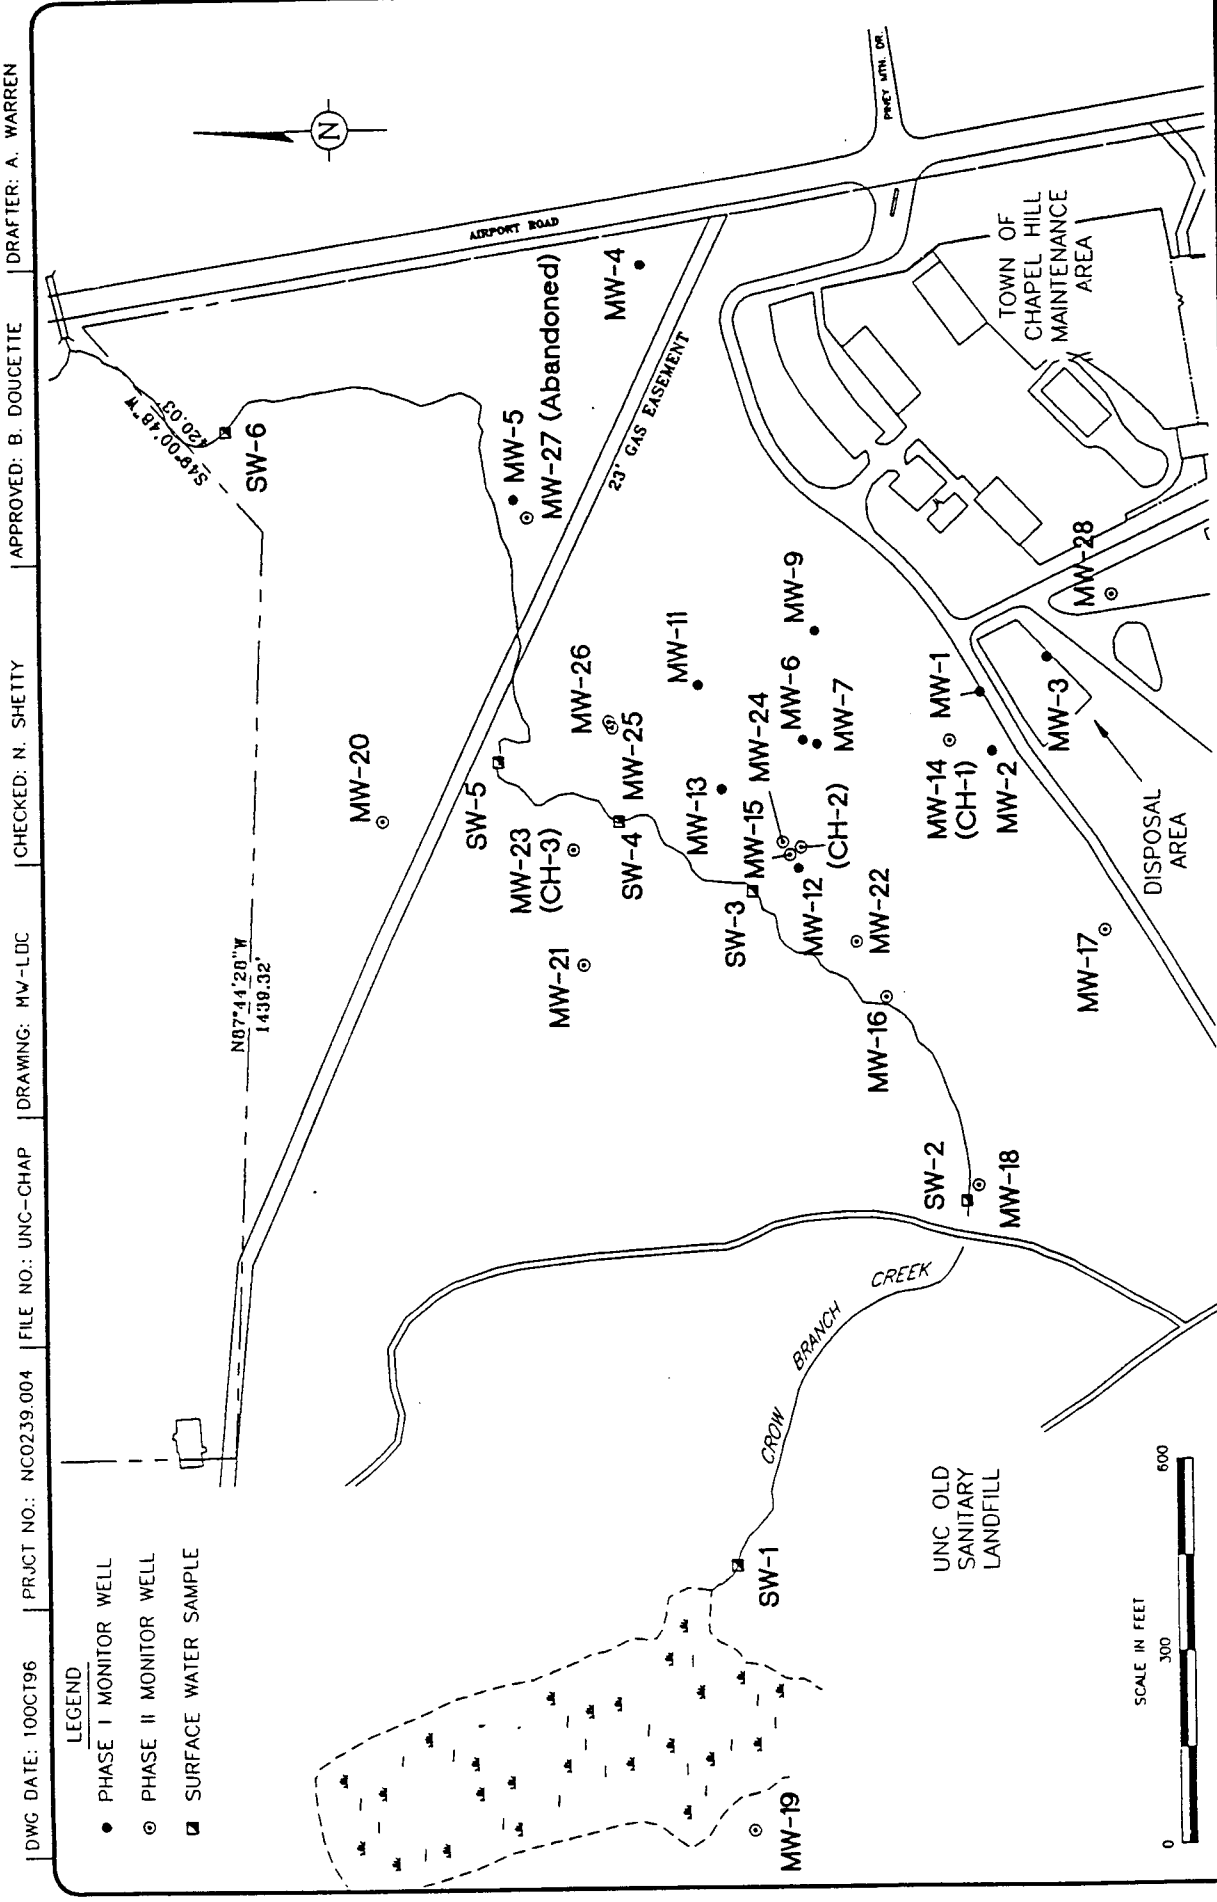 DWG DATE: 10OCT96 | PRJCT NO.: NC0239.004 | FILE NO.: UNC-CHAP | DRAWING: MW-LOC | CHECKED: N. SHETTY | APPROVED: B. DOUCETTE | DRAFTER: A. WARREN
LEGEND
PHASE I MONITOR WELL
PHASE II MONITOR WELL
SURFACE WATER SAMPLE
N
S49°00'48"W
420.03'
SW-6
N87°44'28"W
1439.32'
AIRPORT ROAD
PINEY MTN. DR.
23' GAS EASEMENT
MW-4
MW-5
MW-27 (Abandoned)
MW-20
SW-5
MW-26
MW-25
MW-23
(CH-3)
SW-4
MW-21
MW-11
MW-13
MW-9
MW-6
MW-7
MW-24
MW-15
(CH-2)
SW-3
MW-12
MW-22
MW-16
MW-1
MW-14
(CH-1)
MW-2
MW-3
MW-28
MW-17
DISPOSAL
AREA
TOWN OF
CHAPEL HILL
MAINTENANCE
AREA
SW-2
MW-18
CROW BRANCH CREEK
SW-1
MW-19
UNC OLD
SANITARY
LANDFILL
SCALE IN FEET
0 300 600